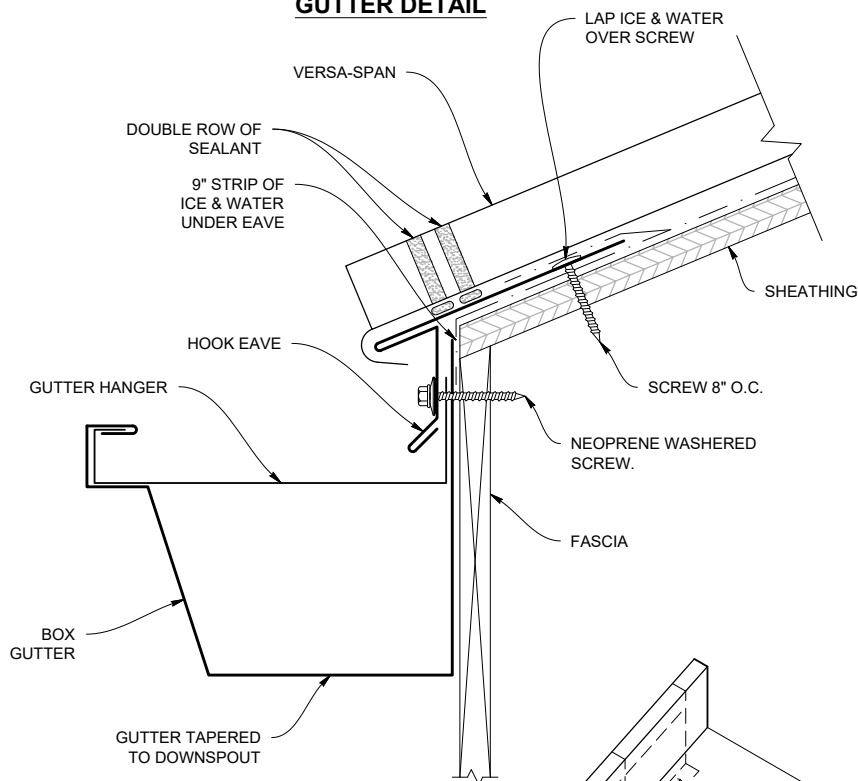 GUTTER DETAIL
LAP ICE & WATER
OVER SCREW
VERSA-SPAN
DOUBLE ROW OF
SEALANT
9" STRIP OF
ICE & WATER
UNDER EAVE
SHEATHING
HOOK EAVE
GUTTER HANGER
SCREW 8" O.C.
NEOPRENE WASHERED
SCREW.
FASCIA
BOX
GUTTER
GUTTER TAPERED
TO DOWNSPOUT